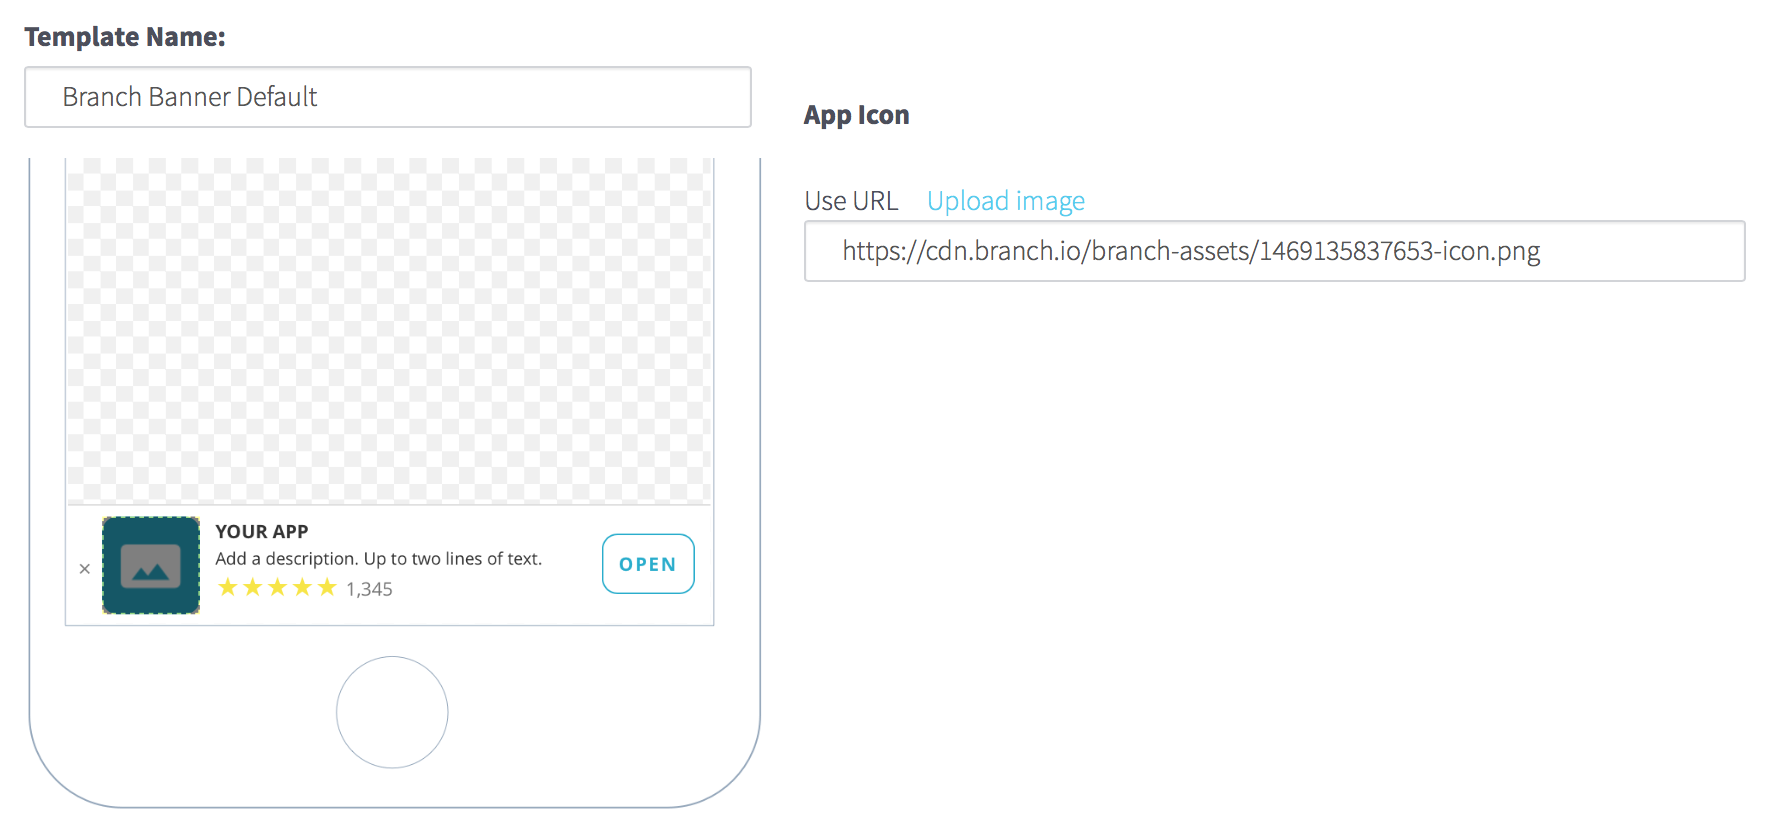 Template Name:
Branch Banner Default
App Icon
Use URL Upload image
https://cdn.branch.io/branch-assets/1469135837653-icon.png
YOUR APP
Add a description. Up to two lines of text.
1,345
OPEN